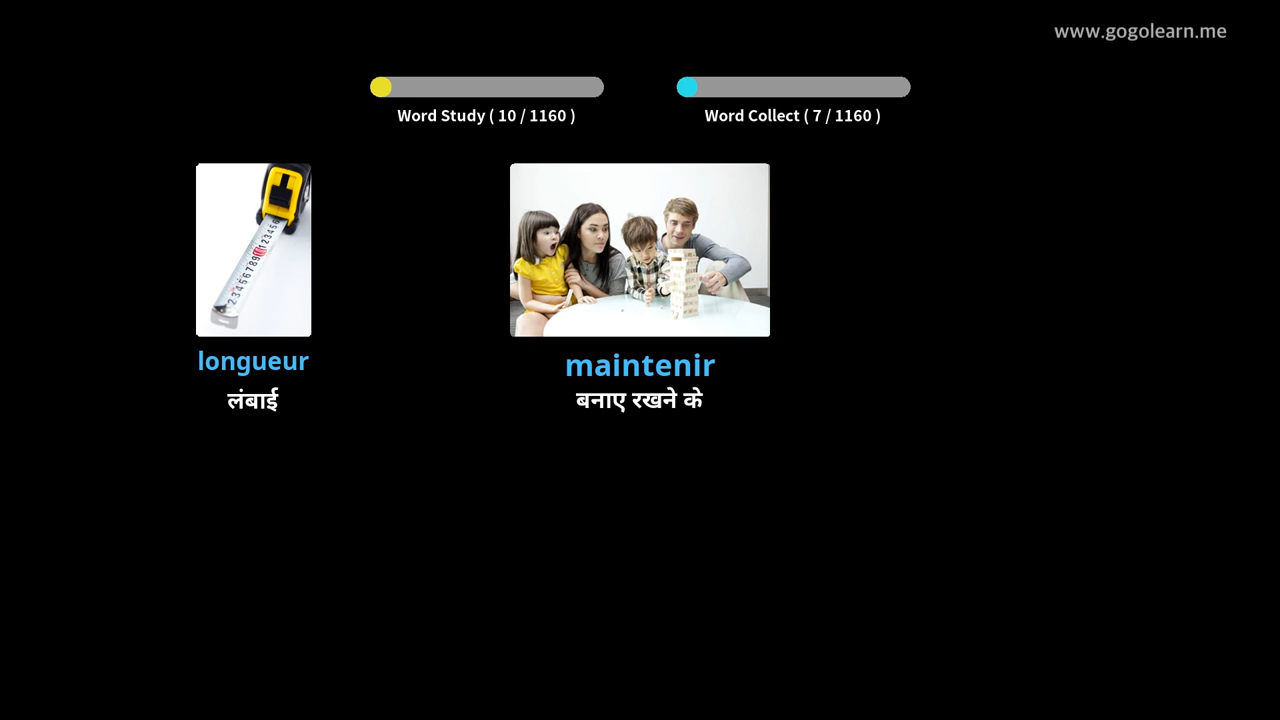 www.gogolearn.me
Word Study ( 10 / 1160 )
Word Collect ( 7 / 1160 )
longueur
लंबाई
maintenir
बनाए रखने के